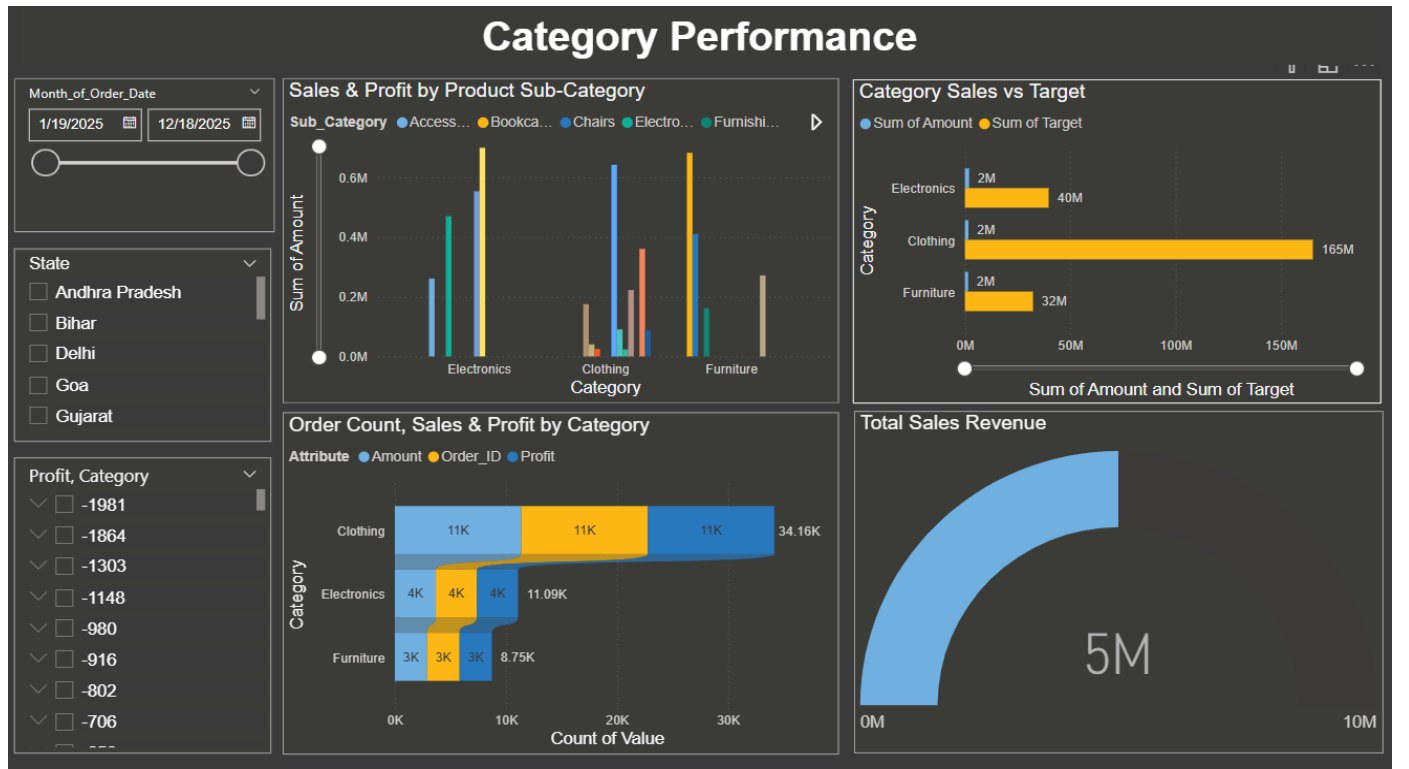 Category Performance
Month_of_Order_Date
1/19/2025 12/18/2025
State
Andhra Pradesh
Bihar
Delhi
Goa
Gujarat
Profit, Category
-1981
-1864
-1303
-1148
-980
-916
-802
-706
Sales & Profit by Product Sub-Category
Sub_Category Access... Bookca... Chairs Electro... Furnishi...
Sum of Amount
0.6M
0.4M
0.2M
0.0M
Electronics Clothing Furniture
Category
Category Sales vs Target
Sum of Amount Sum of Target
Category
Electronics 2M
40M
Clothing 2M
165M
Furniture 2M
32M
0M 50M 100M 150M
Sum of Amount and Sum of Target
Order Count, Sales & Profit by Category
Attribute Amount Order_ID Profit
Category
Clothing 11K 11K 11K 34.16K
Electronics 4K 4K 4K 11.09K
Furniture 3K 3K 3K 8.75K
0K 10K 20K 30K
Count of Value
Total Sales Revenue
5M
0M 10M